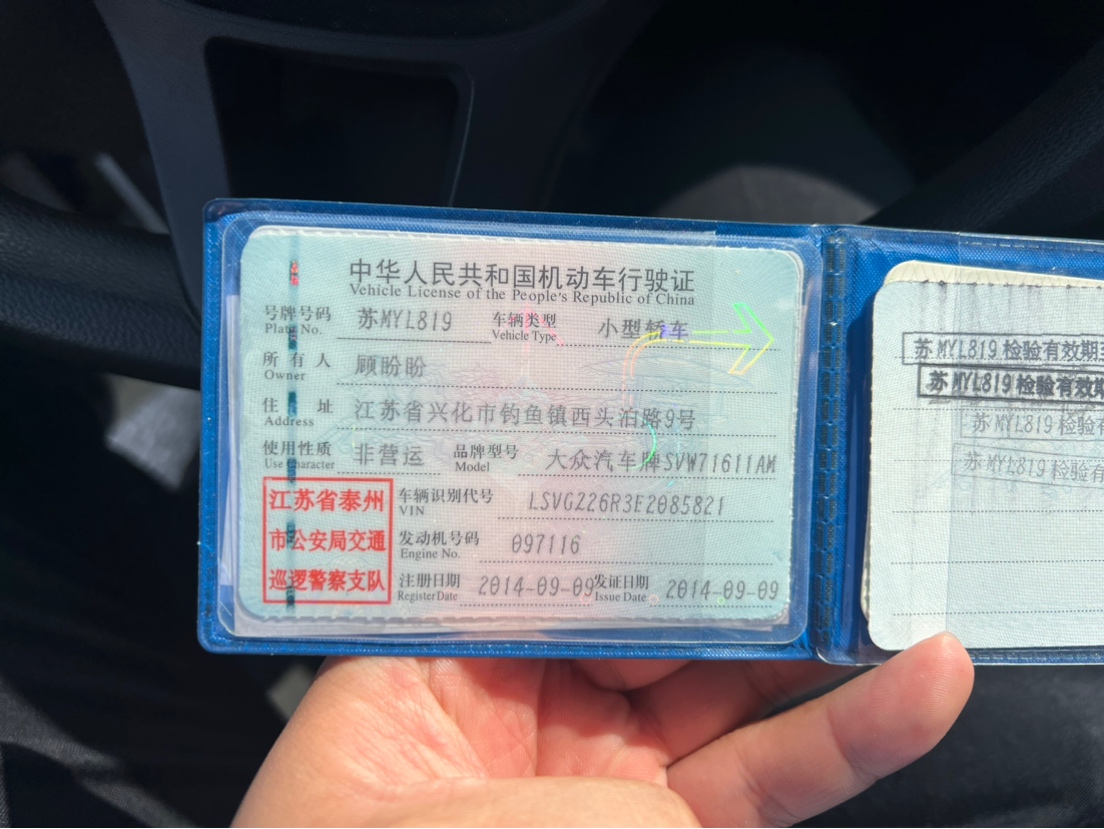 中华人民共和国机动车行驶证
Vehicle License of the People's Republic of China
号牌号码 苏MYL819 车辆类型 小型轿车
Plate No. Vehicle Type
所有人 顾盼盼
Owner
住址 江苏省兴化市钓鱼镇西头泊路9号
Address
使用性质 非营运 品牌型号 大众汽车牌SVW71611AM
Use Character Model
江苏省泰州
市公安局交通
巡逻警察支队
车辆识别代号 LSVGZ26R3E2085821
VIN
发动机号码 097116
Engine No.
注册日期 2014-09-09 发证日期 2014-09-09
Register Date Issue Date
苏MYL819检验有效期至
苏MYL819检验有效期
苏MYL819检验有
苏MYL819检验有